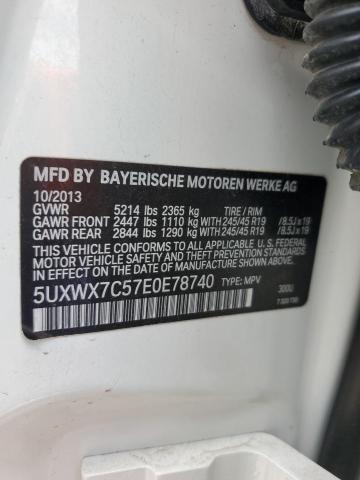 MFD BY BAYERISCHE MOTOREN WERKE AG
10/2013
GVWR 5214 lbs 2365 kg TIRE / RIM
GAWR FRONT 2447 lbs 1110 kg WITH 245/45 R19 /8.5J x 19
GAWR REAR 2844 lbs 1290 kg WITH 245/45 R19 /8.5J x 19
THIS VEHICLE CONFORMS TO ALL APPLICABLE U.S. FEDERAL
MOTOR VEHICLE SAFETY STANDARDS IN EFFECT ON THE
DATE OF MANUFACTURE SHOWN ABOVE.
5UXWX7C57E0E78740 TYPE: MPV 300U